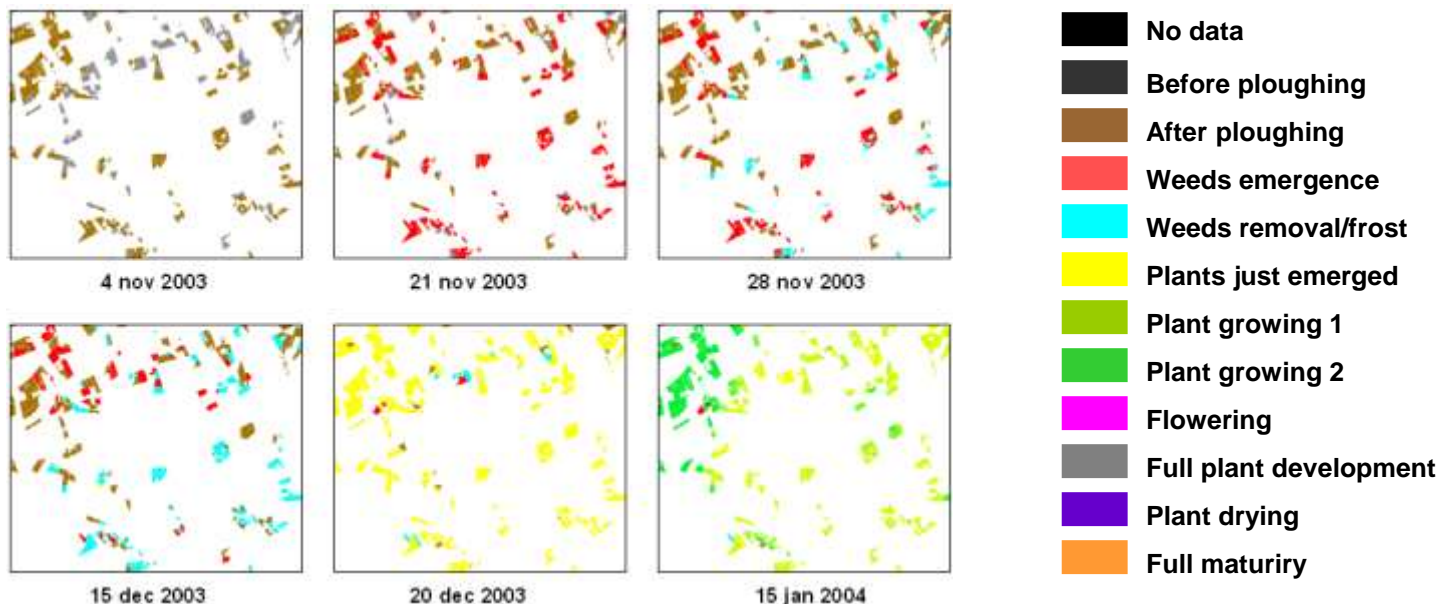 4 nov 2003
21 nov 2003
28 nov 2003
15 dec 2003
20 dec 2003
15 jan 2004
No data
Before ploughing
After ploughing
Weeds emergence
Weeds removal/frost
Plants just emerged
Plant growing 1
Plant growing 2
Flowering
Full plant development
Plant drying
Full maturiry